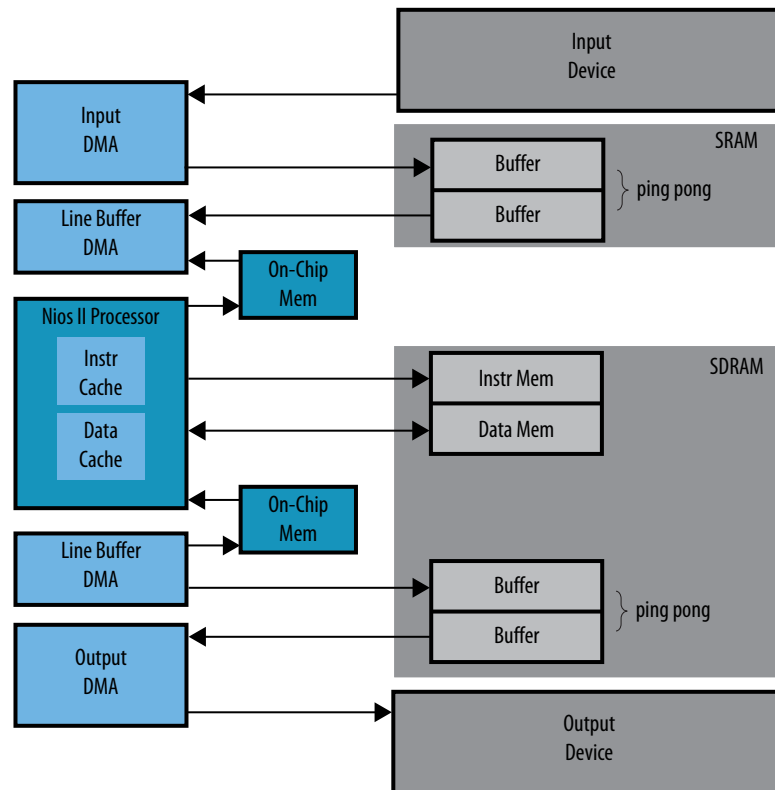 Input
Device
Input
DMA
SRAM
Buffer
Buffer
ping pong
Line Buffer
DMA
On-Chip
Mem
Nios II Processor
Instr
Cache
Data
Cache
SDRAM
Instr Mem
Data Mem
On-Chip
Mem
Line Buffer
DMA
Buffer
Buffer
ping pong
Output
DMA
Output
Device